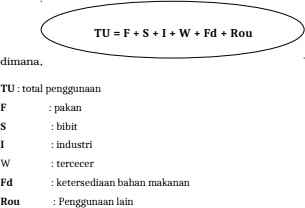 TU = F + S + I + W + Fd + Rou
dimana,
TU : total penggunaan
F : pakan
S : bibit
I : industri
W : tercecer
Fd : ketersediaan bahan makanan
Rou : Penggunaan lain